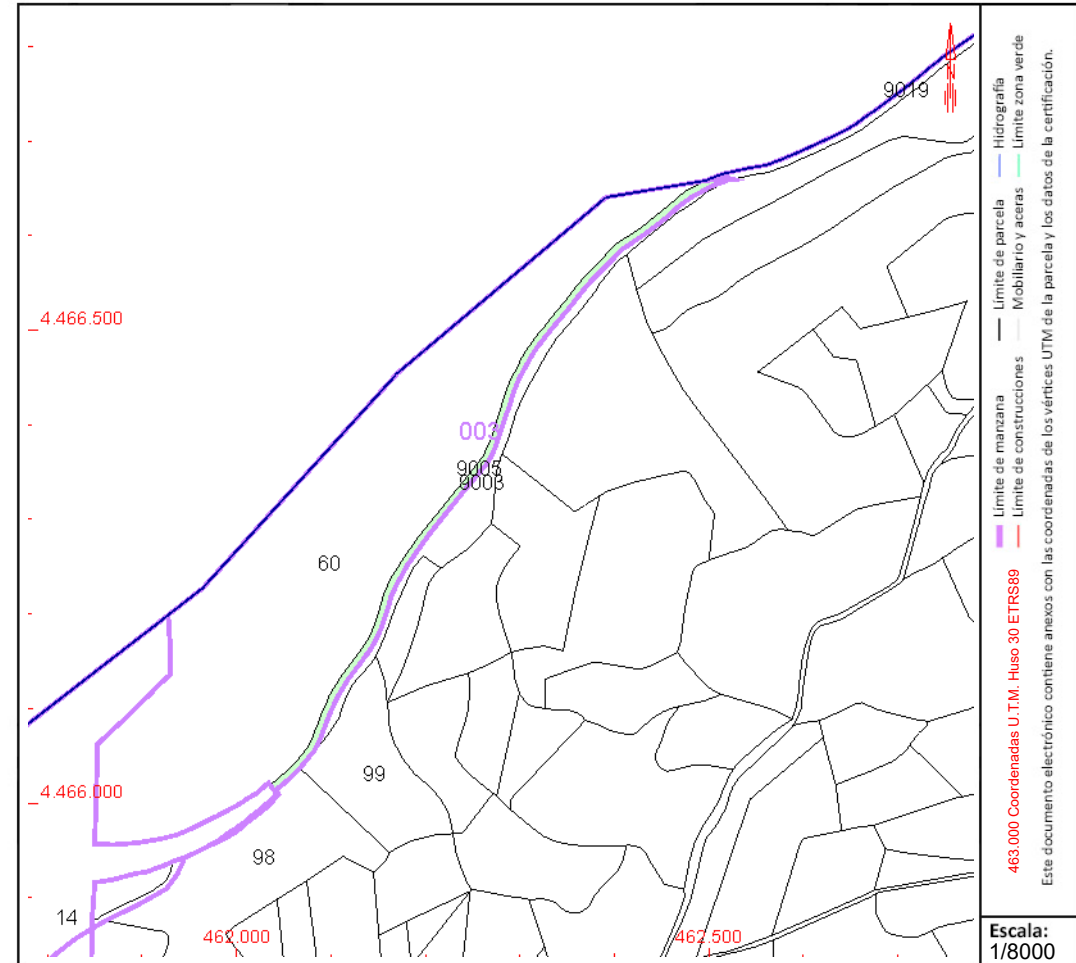 9019
N
4.466.500
003
9005
9003
60
99
4.466.000
98
14
462.000
462.500
Hidrografía
Límite zona verde
Límite de parcela
Mobiliario y aceras
Límite de manzana
Límite de construcciones
463.000 Coordenadas U.T.M. Huso 30 ETRS89
Este documento electrónico contiene anexos con las coordenadas de los vértices UTM de la parcela y los datos de la certificación.
Escala:
1/8000